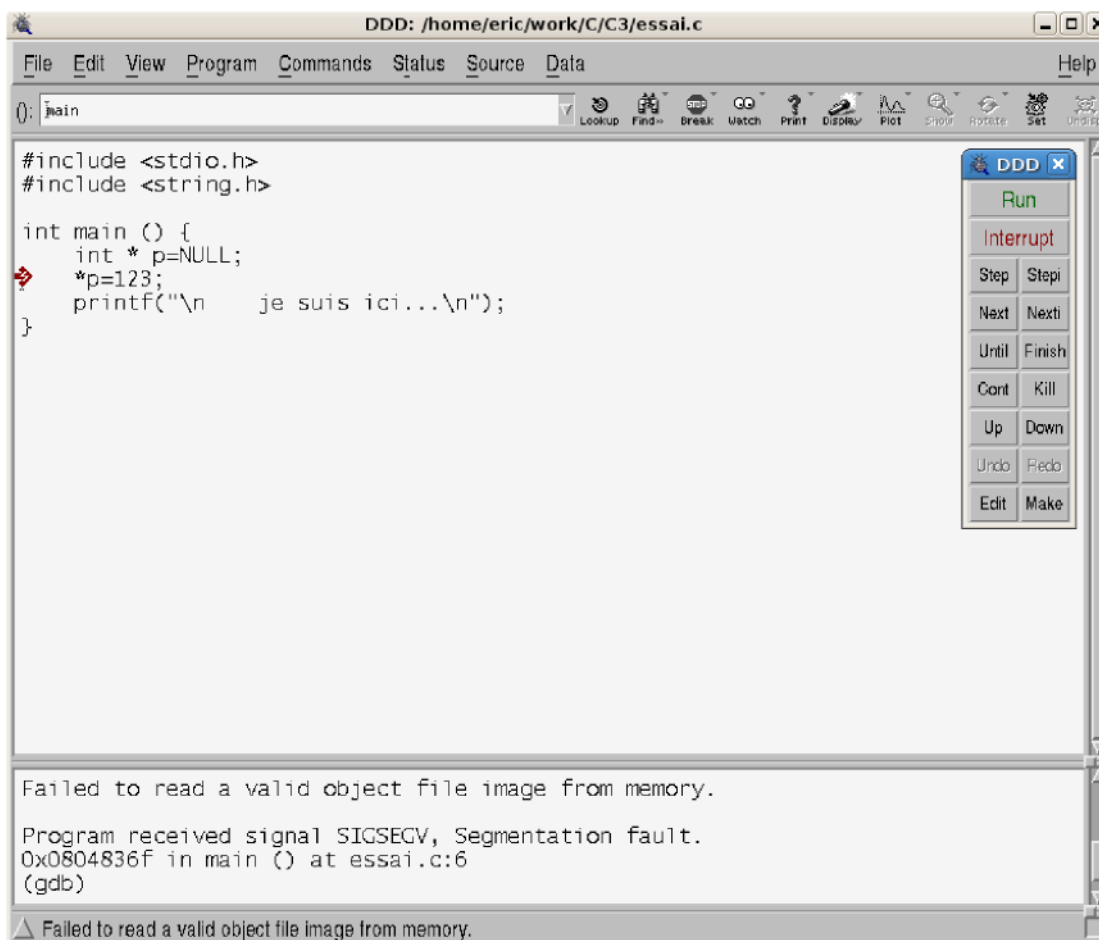 DDD: /home/eric/work/C/C3/essai.c
File Edit View Program Commands Status Source Data Help
(): main
Lookup Find» Break Watch Print Display Plot Show Rotate Set Undisp
#include <stdio.h>
#include <string.h>
int main () {
    int * p=NULL;
    *p=123;
    printf("\n    je suis ici...\n");
}
DDD
Run
Interrupt
Step Stepi
Next Nexti
Until Finish
Cont Kill
Up Down
Undo Redo
Edit Make
Failed to read a valid object file image from memory.
Program received signal SIGSEGV, Segmentation fault.
0x0804836f in main () at essai.c:6
(gdb)
Failed to read a valid object file image from memory.